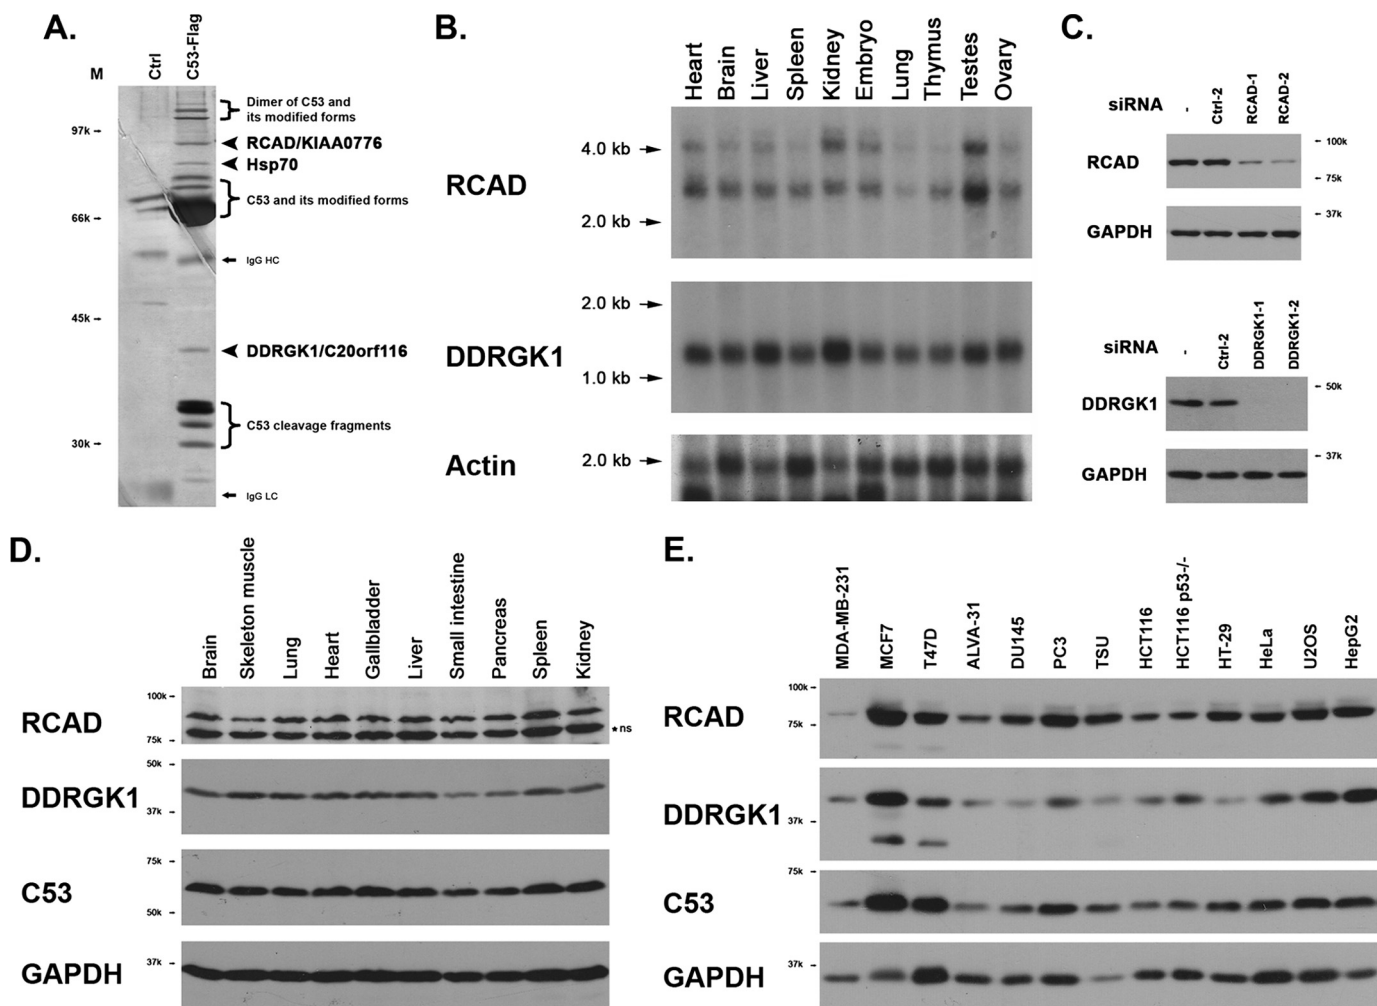 A.
M
Ctrl
C53-Flag
97k
66k
45k
30k
Dimer of C53 and
its modified forms
RCAD/KIAA0776
Hsp70
C53 and its modified forms
IgG HC
DDRGK1/C20orf116
C53 cleavage fragments
IgG LC
B.
Heart
Brain
Liver
Spleen
Kidney
Embryo
Lung
Thymus
Testes
Ovary
RCAD
4.0 kb
2.0 kb
DDRGK1
2.0 kb
1.0 kb
Actin
2.0 kb
C.
siRNA
-
Ctrl-2
RCAD-1
RCAD-2
RCAD
100k
75k
GAPDH
37k
siRNA
-
Ctrl-2
DDRGK1-1
DDRGK1-2
DDRGK1
50k
GAPDH
37k
D.
Brain
Skeleton muscle
Lung
Heart
Gallbladder
Liver
Small intestine
Pancreas
Spleen
Kidney
RCAD
100k
75k
*ns
DDRGK1
50k
37k
C53
75k
50k
GAPDH
37k
E.
MDA-MB-231
MCF7
T47D
ALVA-31
DU145
PC3
TSU
HCT116
HCT116 p53-/-
HT-29
HeLa
U2OS
HepG2
RCAD
100k
75k
DDRGK1
37k
C53
75k
GAPDH
37k